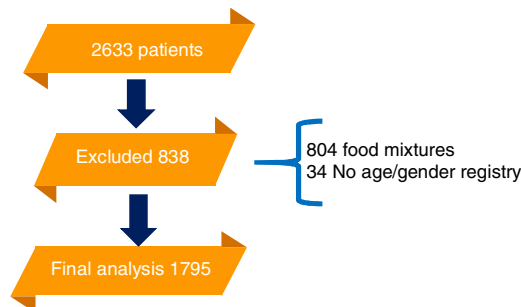 2633 patients
Excluded 838
804 food mixtures
34 No age/gender registry
Final analysis 1795